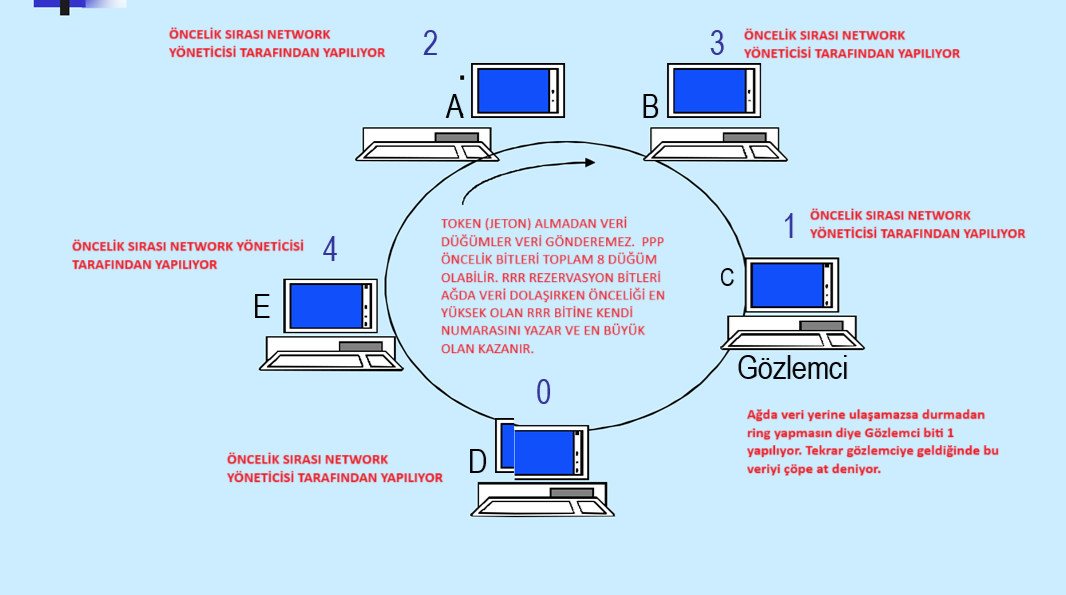 ÖNCELİK SIRASI NETWORK
YÖNETİCİSİ TARAFINDAN YAPILIYOR
2
3
ÖNCELİK SIRASI NETWORK
YÖNETİCİSİ TARAFINDAN YAPILIYOR
A
B
TOKEN (JETON) ALMADAN VERİ
DÜĞÜMLER VERİ GÖNDEREMEZ. PPP
ÖNCELİK BİTLERİ TOPLAM 8 DÜĞÜM
OLABİLİR. RRR REZERVASYON BİTLERİ
AĞDA VERİ DOLAŞIRKEN ÖNCELİĞİ EN
YÜKSEK OLAN RRR BİTİNE KENDİ
NUMARASINI YAZAR VE EN BÜYÜK
OLAN KAZANIR.
1
ÖNCELİK SIRASI NETWORK
YÖNETİCİSİ TARAFINDAN YAPILIYOR
ÖNCELİK SIRASI NETWORK YÖNETİCİSİ
TARAFINDAN YAPILIYOR
4
E
C
Gözlemci
0
D
ÖNCELİK SIRASI NETWORK
YÖNETİCİSİ TARAFINDAN YAPILIYOR
Ağda veri yerine ulaşamazsa durmadan
ring yapmasın diye Gözlemci biti 1
yapılıyor. Tekrar gözlemciye geldiğinde bu
veriyi çöpe at deniyor.